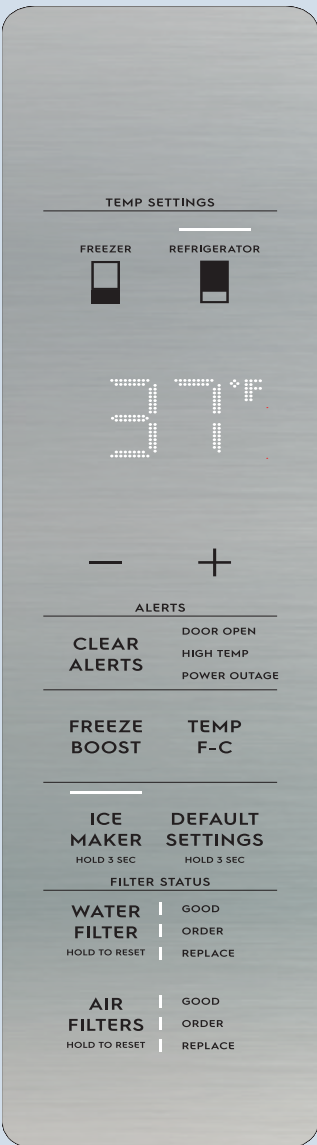 TEMP SETTINGS
FREEZER REFRIGERATOR
37°F
— +
ALERTS
CLEAR ALERTS
DOOR OPEN
HIGH TEMP
POWER OUTAGE
FREEZE BOOST
TEMP F-C
ICE MAKER
HOLD 3 SEC
DEFAULT SETTINGS
HOLD 3 SEC
FILTER STATUS
WATER FILTER
HOLD TO RESET
GOOD
ORDER
REPLACE
AIR FILTERS
HOLD TO RESET
GOOD
ORDER
REPLACE